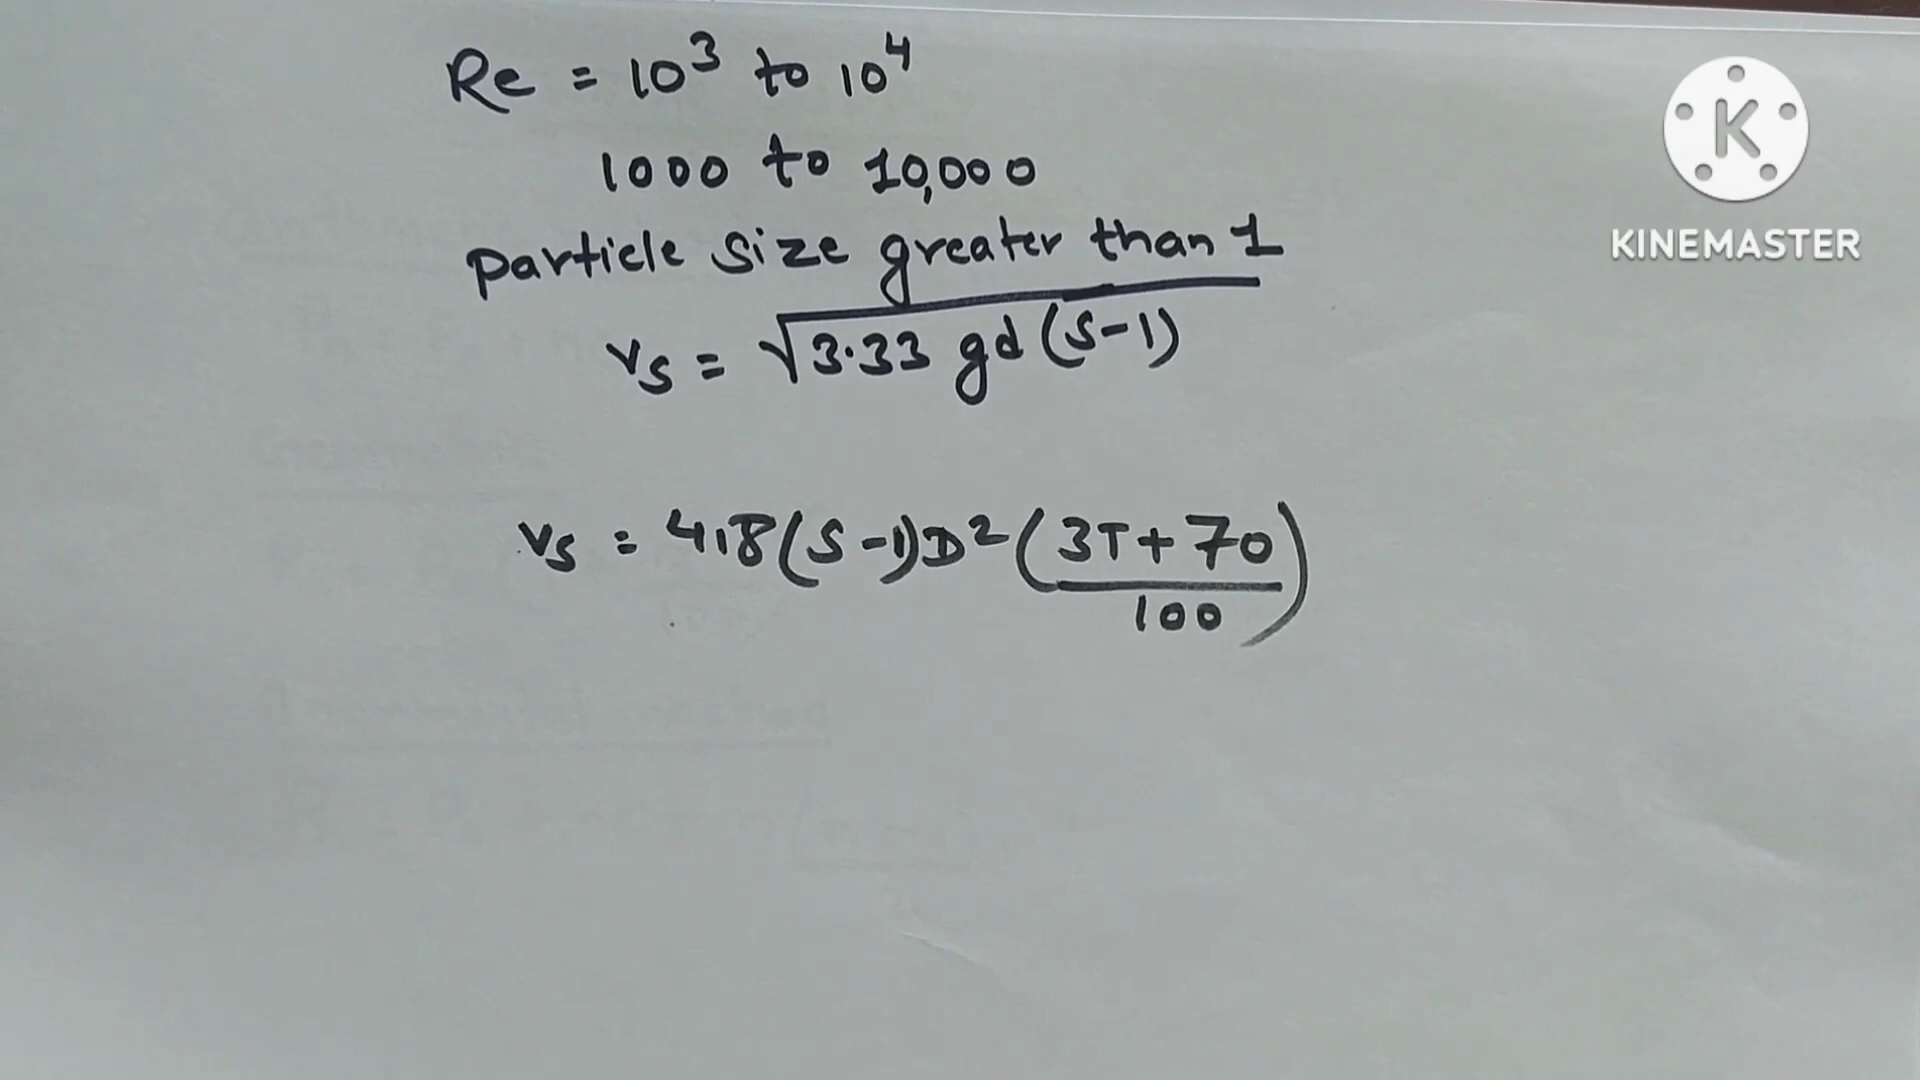 Re = 10³ to 10⁴
1000 to 10,000
KINEMASTER
particle size greater than 1
vs = √3.33 gd (S-1)
vs = 418 (S-1) D² (3T + 70 / 100)